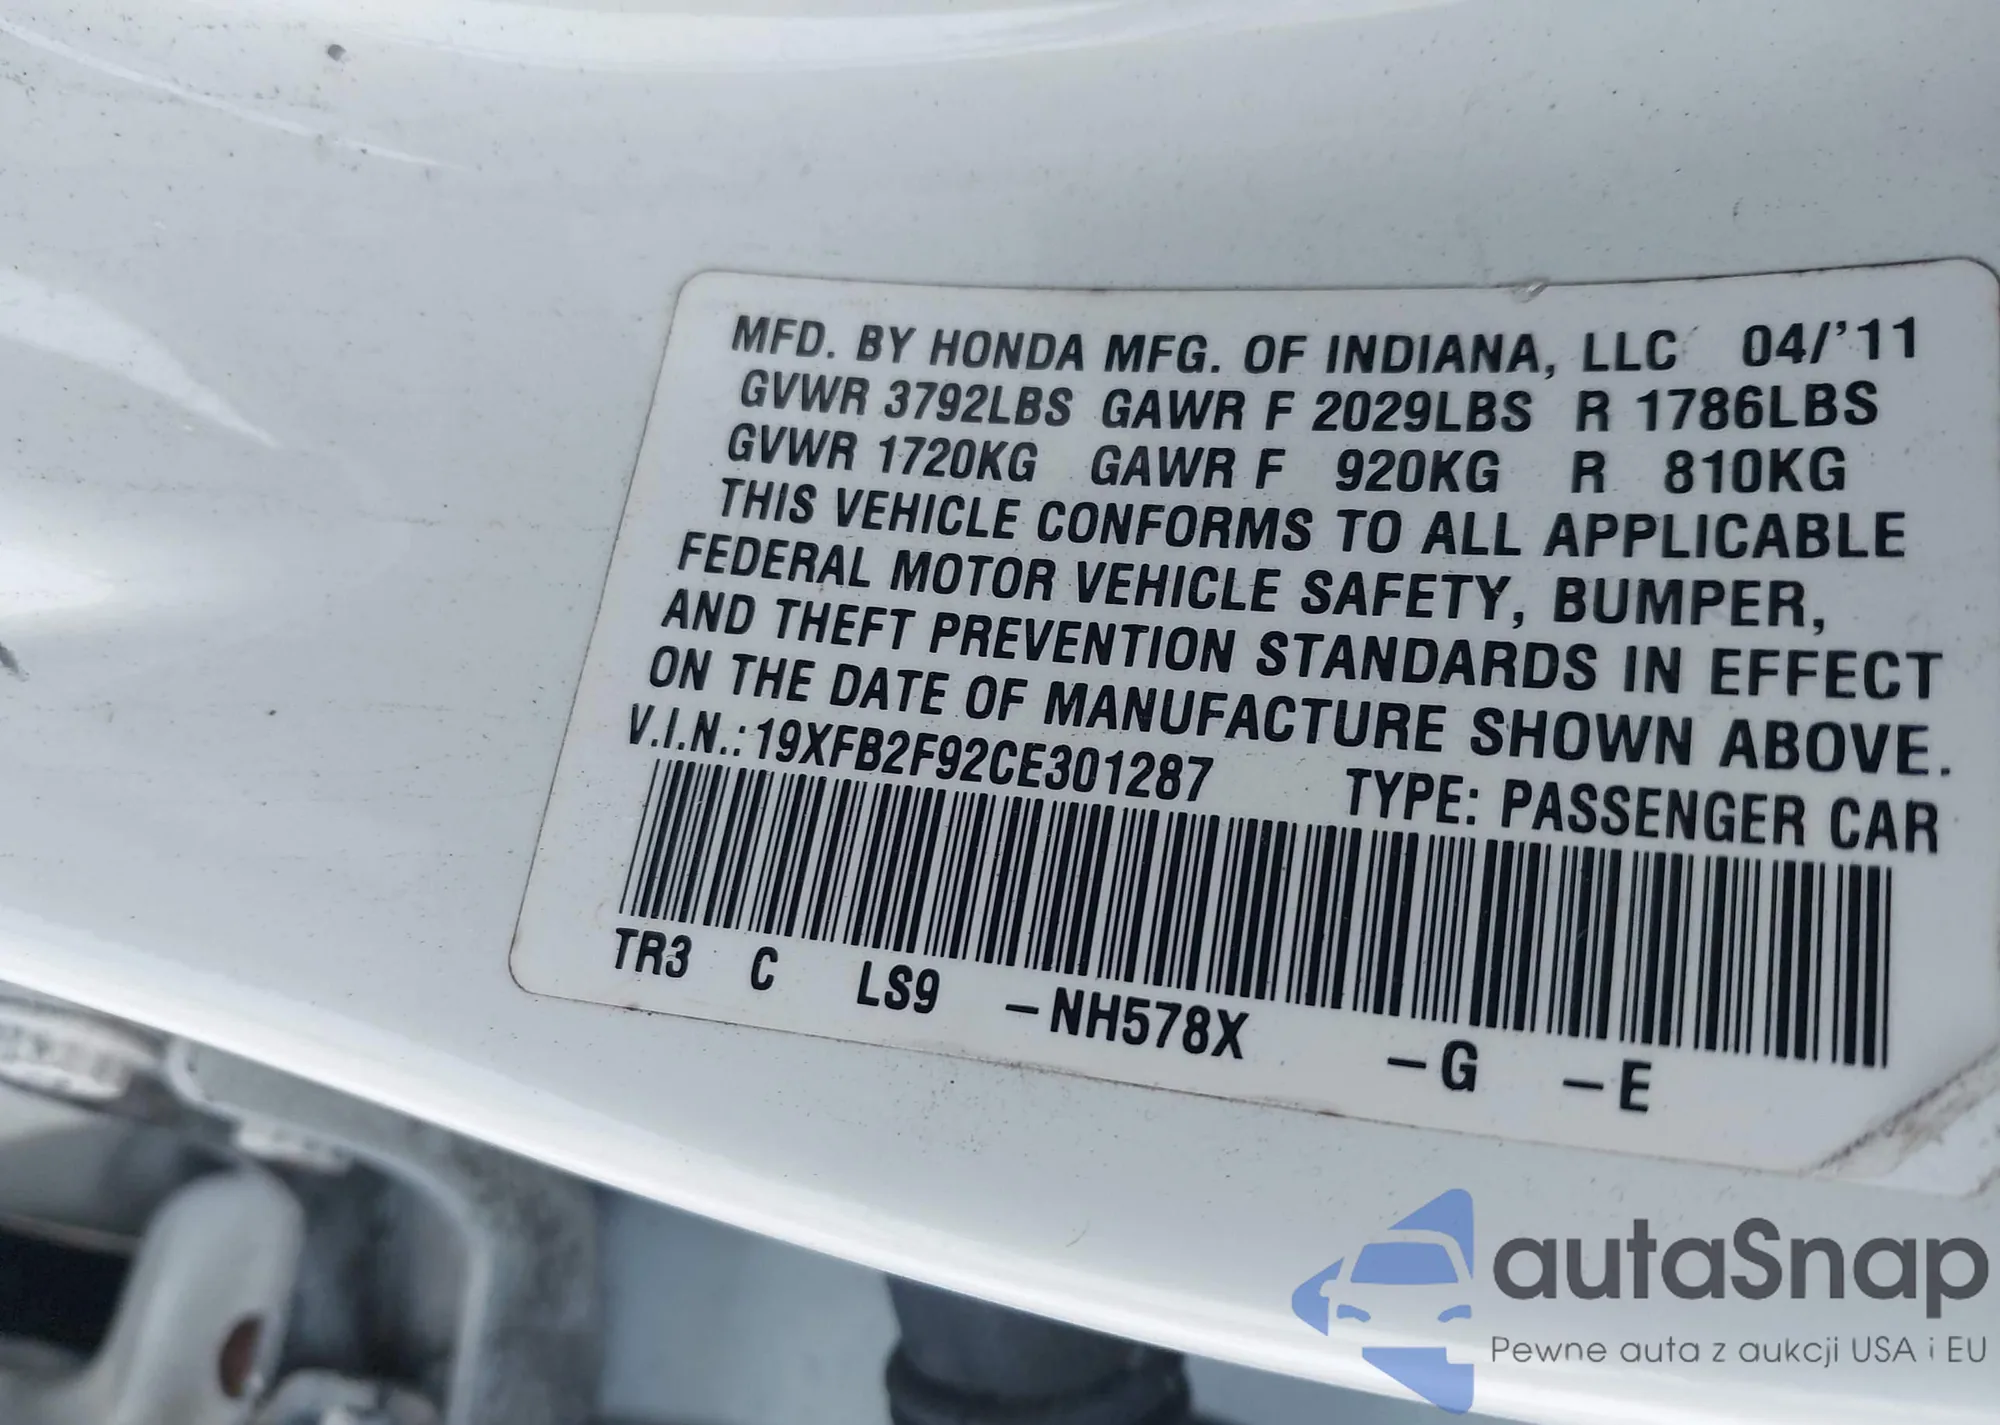 MFD. BY HONDA MFG. OF INDIANA, LLC 04/'11
GVWR 3792LBS GAWR F 2029LBS R 1786LBS
GVWR 1720KG GAWR F 920KG R 810KG
THIS VEHICLE CONFORMS TO ALL APPLICABLE
FEDERAL MOTOR VEHICLE SAFETY, BUMPER,
AND THEFT PREVENTION STANDARDS IN EFFECT
ON THE DATE OF MANUFACTURE SHOWN ABOVE.
V.I.N.: 19XFB2F92CE301287 TYPE: PASSENGER CAR
TR3 C LS9 -NH578X -G -E
autaSnap
Pewne auta z aukcji USA i EU